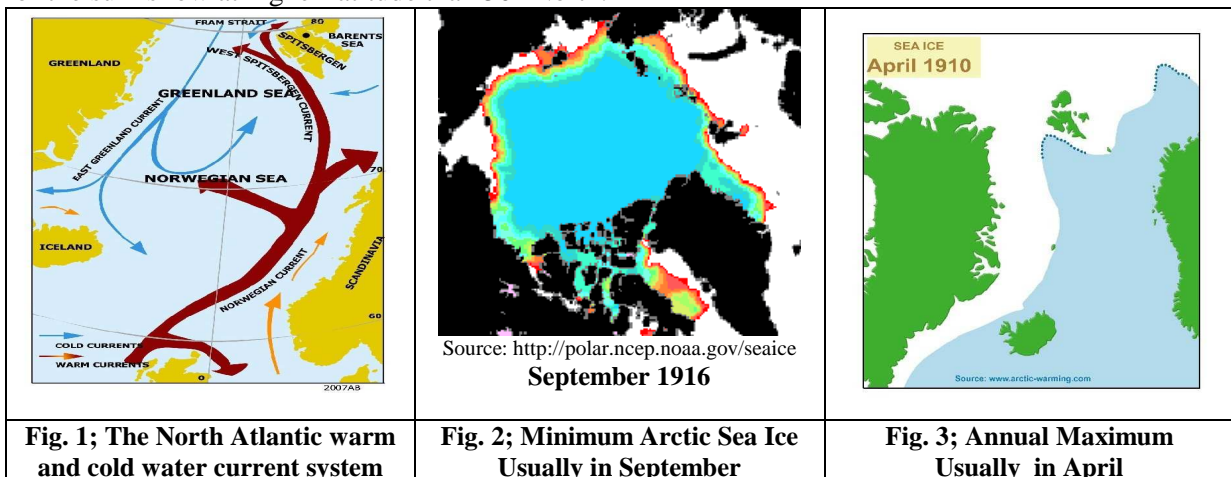 FRAM STRAIT
80
BARENTS
SEA
SPITSBERGEN
GREENLAND
WEST SPITSBERGEN CURRENT
GREENLAND SEA
EAST GREENLAND CURRENT
70
NORWEGIAN SEA
ICELAND
SCANDINAVIA
NORWEGIAN CURRENT
60
COLD CURRENTS
WARM CURRENTS
0
2007AB
Source: http://polar.ncep.noaa.gov/seaice
September 1916
SEA ICE
April 1910
Source: www.arctic-warming.com
Fig. 1; The North Atlantic warm
and cold water current system
Fig. 2; Minimum Arctic Sea Ice
Usually in September
Fig. 3; Annual Maximum
Usually in April